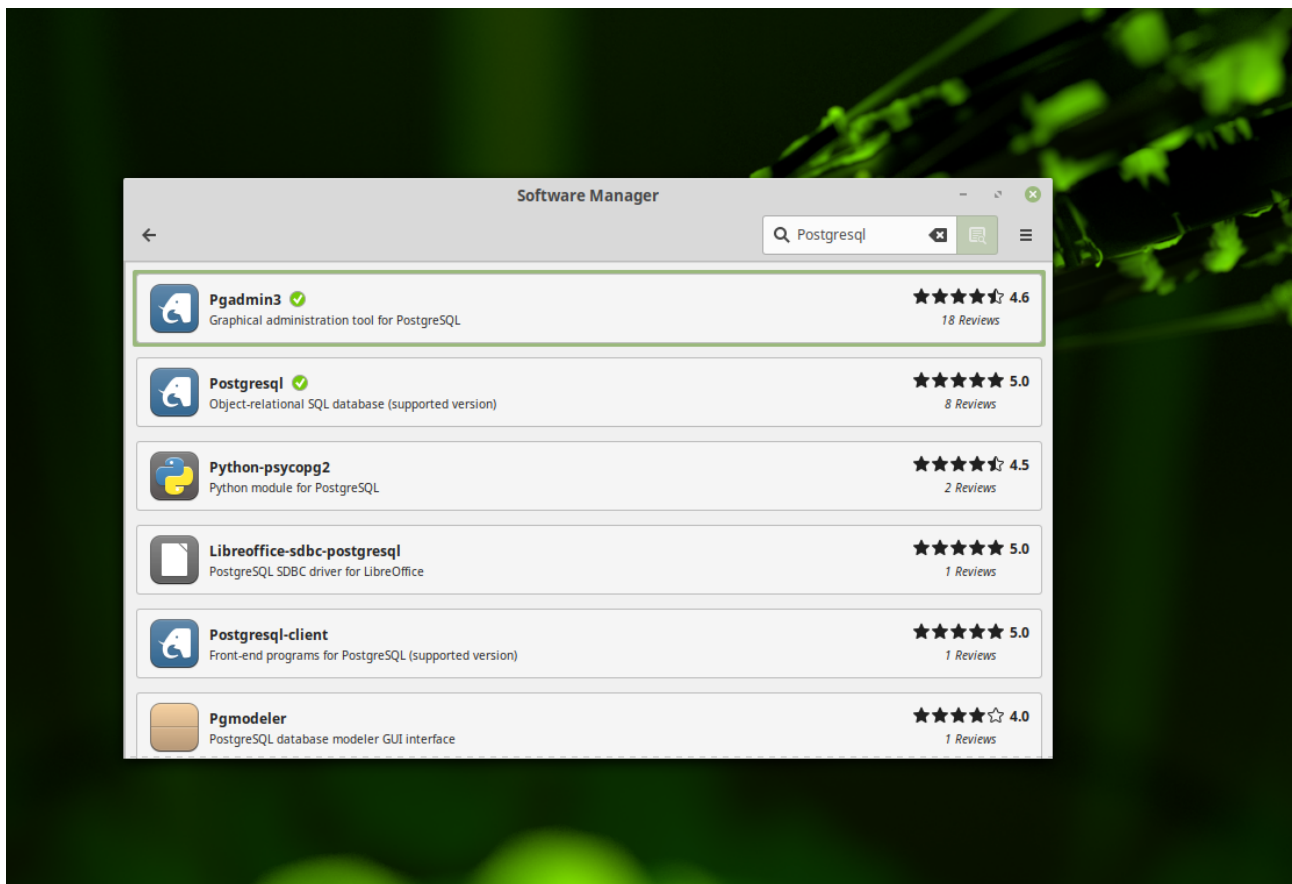 Software Manager
Postgresql
Pgadmin3
Graphical administration tool for PostgreSQL
4.6
18 Reviews
Postgresql
Object-relational SQL database (supported version)
5.0
8 Reviews
Python-psycopg2
Python module for PostgreSQL
4.5
2 Reviews
Libreoffice-sdbc-postgresql
PostgreSQL SDBC driver for LibreOffice
5.0
1 Reviews
Postgresql-client
Front-end programs for PostgreSQL (supported version)
5.0
1 Reviews
Pgmodeler
PostgreSQL database modeler GUI interface
4.0
1 Reviews